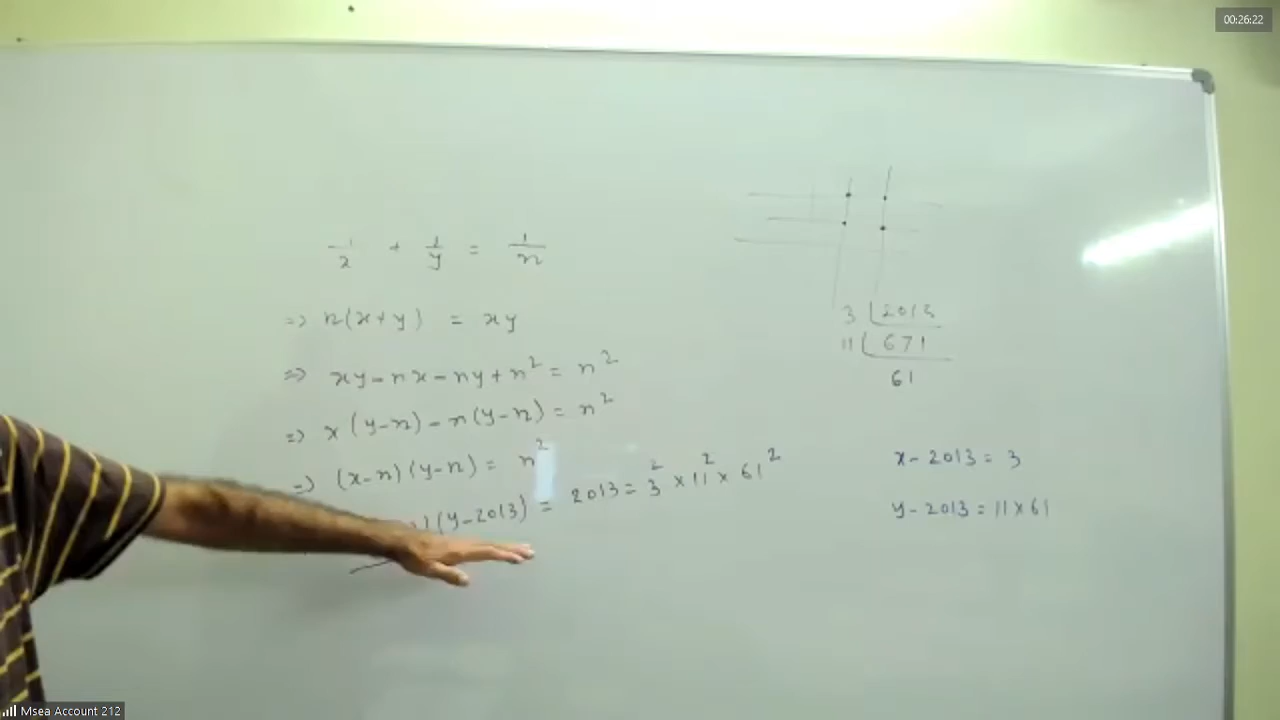 00:26:22
1/x + 1/y = 1/n
=> n(x+y) = xy
=> xy-nx-ny+n² = n²
=> x(y-n)-n(y-n) = n²
=> (x-n)(y-n) = n²
(y-2013) = 2013 = 3² × 11² × 61²
3 | 2013
11 | 671
61
x-2013 = 3
y-2013 = 11×61
Msea Account 212